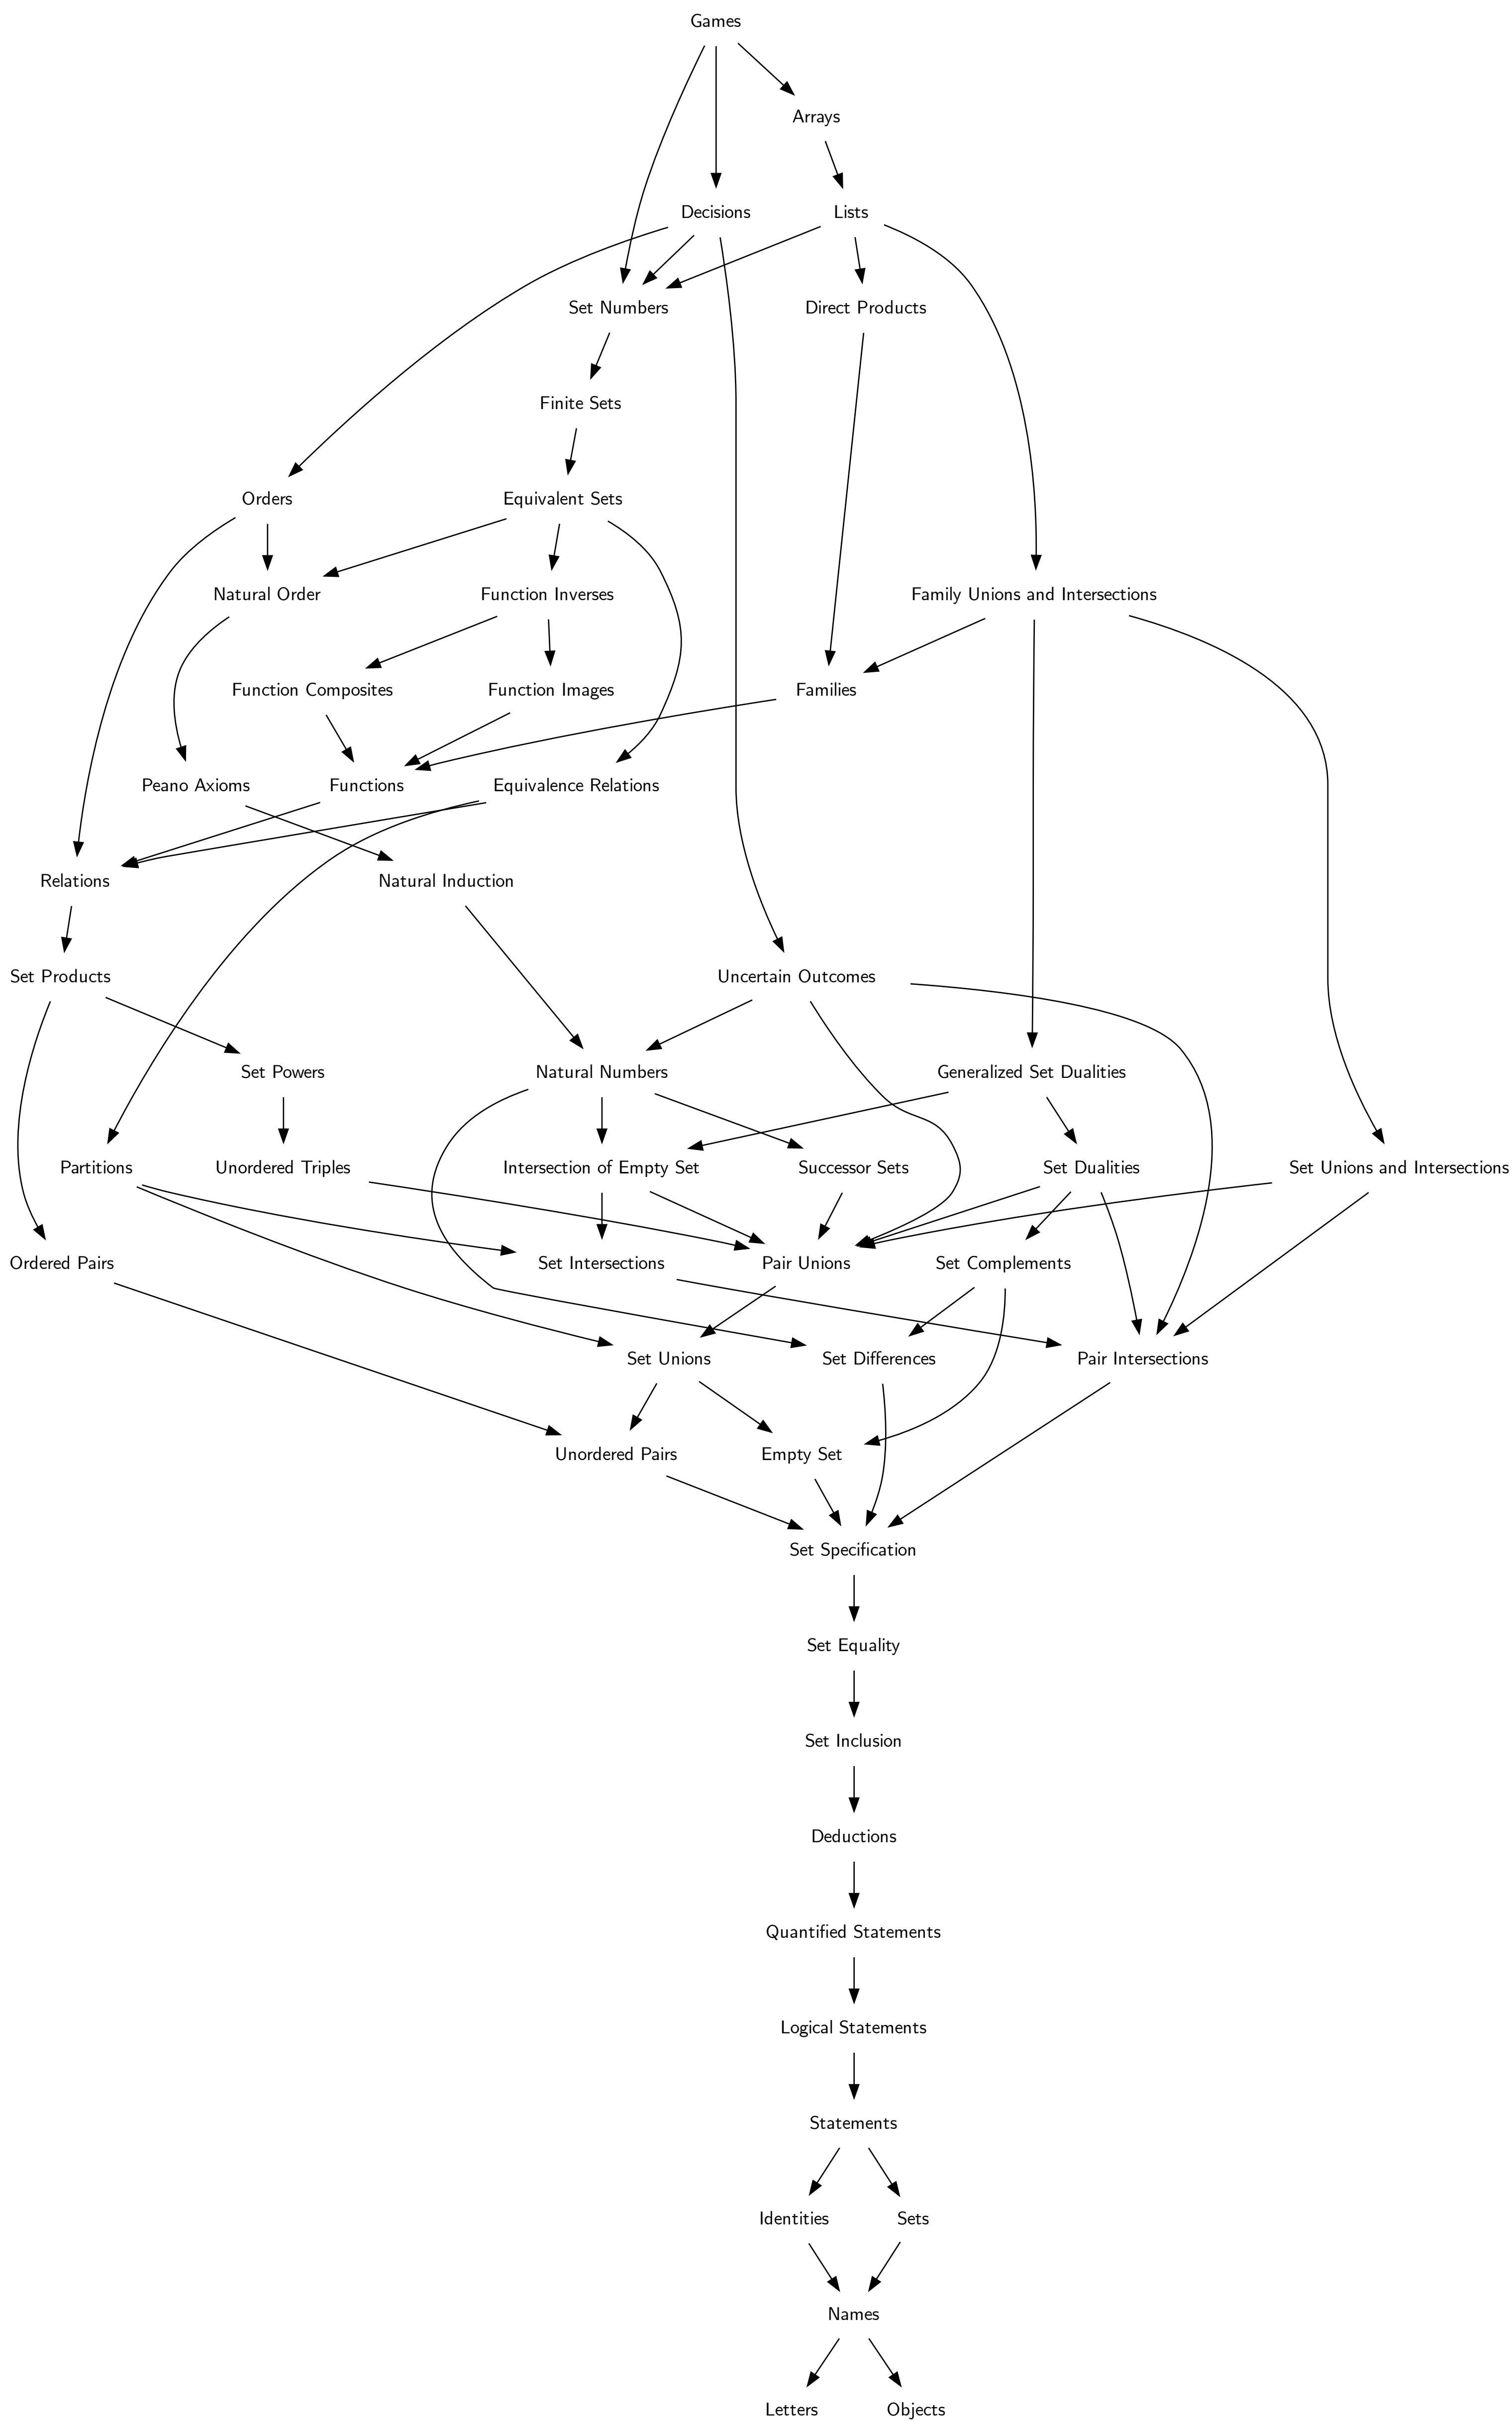 Games
Arrays
Decisions
Lists
Set Numbers
Direct Products
Finite Sets
Orders
Equivalent Sets
Natural Order
Function Inverses
Family Unions and Intersections
Function Composites
Function Images
Families
Peano Axioms
Functions
Equivalence Relations
Relations
Natural Induction
Set Products
Uncertain Outcomes
Set Powers
Natural Numbers
Generalized Set Dualities
Partitions
Unordered Triples
Intersection of Empty Set
Successor Sets
Set Dualities
Set Unions and Intersections
Ordered Pairs
Set Intersections
Pair Unions
Set Complements
Set Unions
Set Differences
Pair Intersections
Unordered Pairs
Empty Set
Set Specification
Set Equality
Set Inclusion
Deductions
Quantified Statements
Logical Statements
Statements
Identities
Sets
Names
Letters
Objects